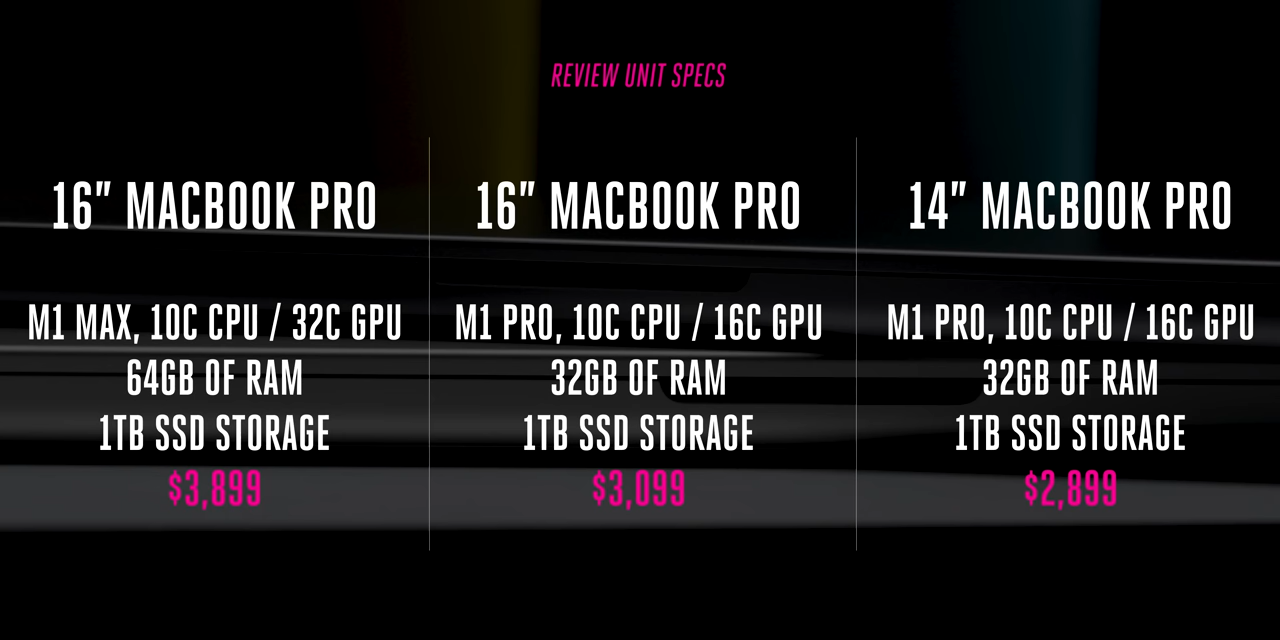 REVIEW UNIT SPECS
16" MACBOOK PRO
M1 MAX, 10C CPU / 32C GPU
64GB OF RAM
1TB SSD STORAGE
$3,899
16" MACBOOK PRO
M1 PRO, 10C CPU / 16C GPU
32GB OF RAM
1TB SSD STORAGE
$3,099
14" MACBOOK PRO
M1 PRO, 10C CPU / 16C GPU
32GB OF RAM
1TB SSD STORAGE
$2,899